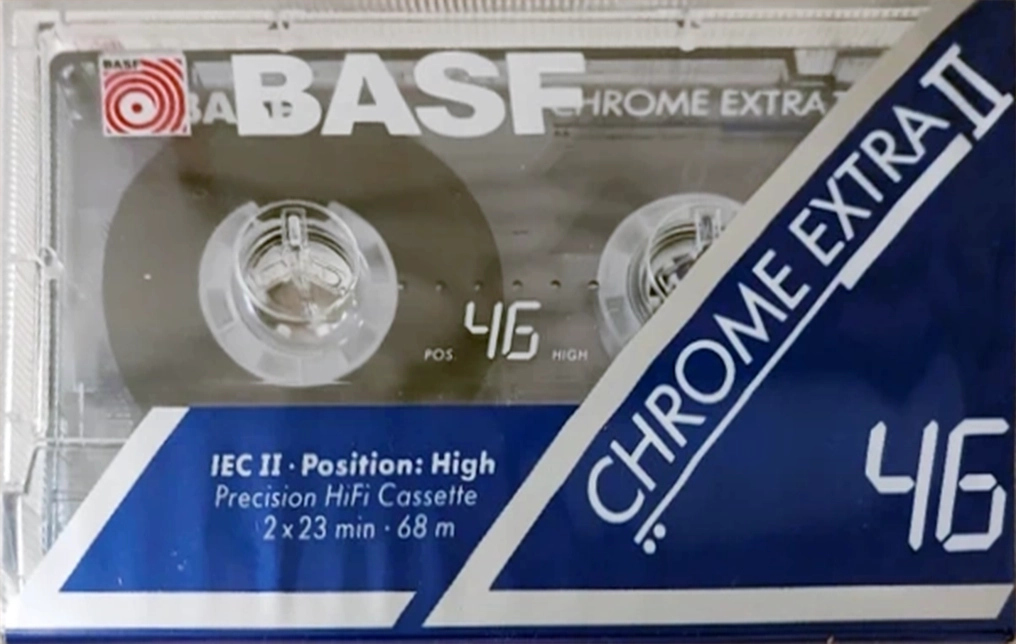 BASF
BASF
CHROME EXTRA
CHROME EXTRA II
POS. 46 HIGH
46
IEC II · Position: High
Precision HiFi Cassette
2 x 23 min · 68 m